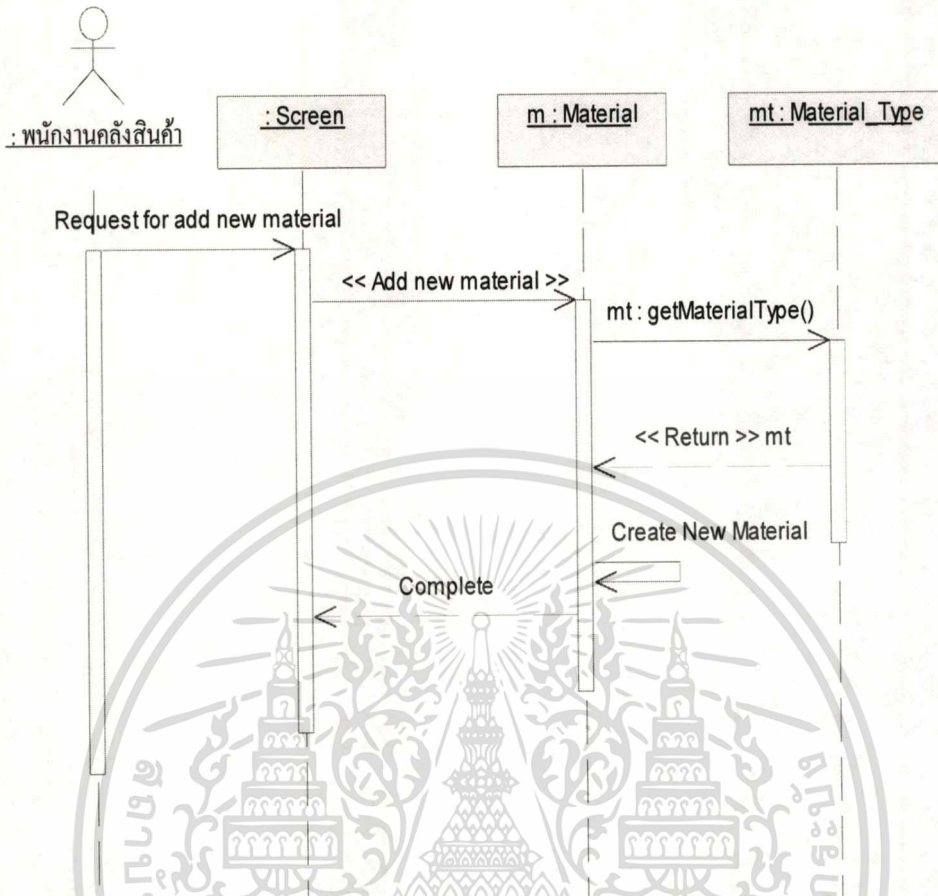 : พนักงานคลังสินค้า
: Screen
m : Material
mt : Material_Type
Request for add new material
<< Add new material >>
mt : getMaterialType()
<< Return >> mt
Create New Material
Complete